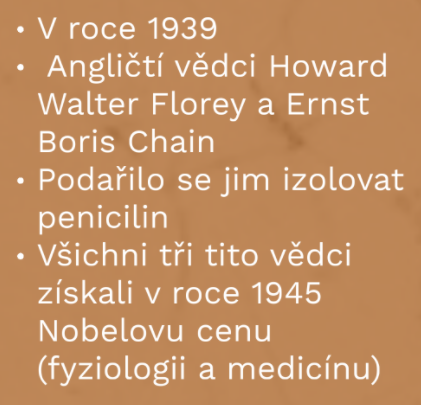 • V roce 1939
• Angličtí vědci Howard
Walter Florey a Ernst
Boris Chain
• Podařilo se jim izolovat
penicilin
• Všichni tři tito vědci
získali v roce 1945
Nobelovu cenu
(fyziologii a medicínu)